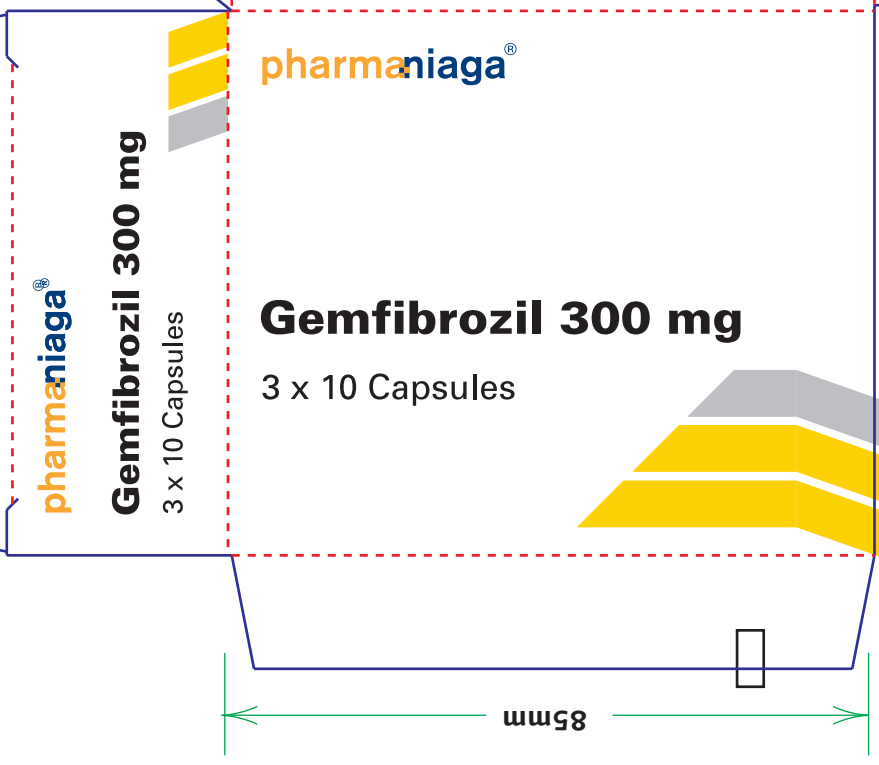 pharmaniaga®
Gemfibrozil 300 mg
3 x 10 Capsules
pharmaniaga®
Gemfibrozil 300 mg
3 x 10 Capsules
85mm